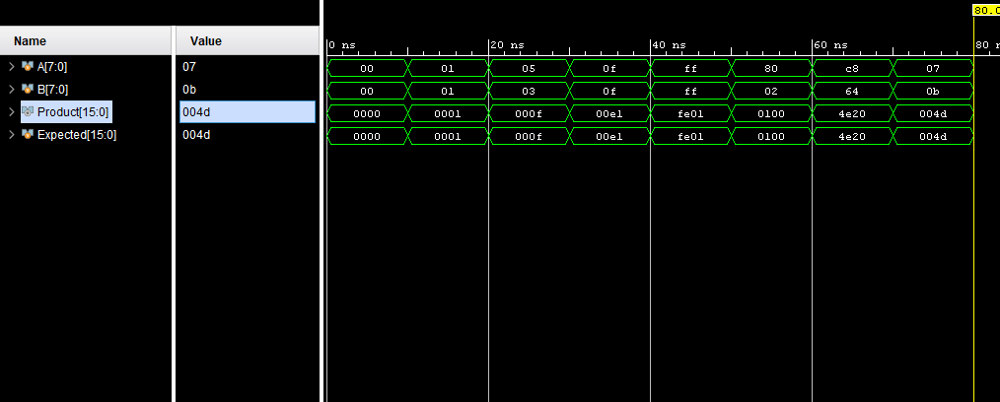 80.0
Name Value
0 ns 20 ns 40 ns 60 ns 80 n
A[7:0] 07 00 01 05 0f ff 80 c8 07
B[7:0] 0b 00 01 03 0f ff 02 64 0b
Product[15:0] 004d 0000 0001 000f 00e1 fe01 0100 4e20 004d
Expected[15:0] 004d 0000 0001 000f 00e1 fe01 0100 4e20 004d